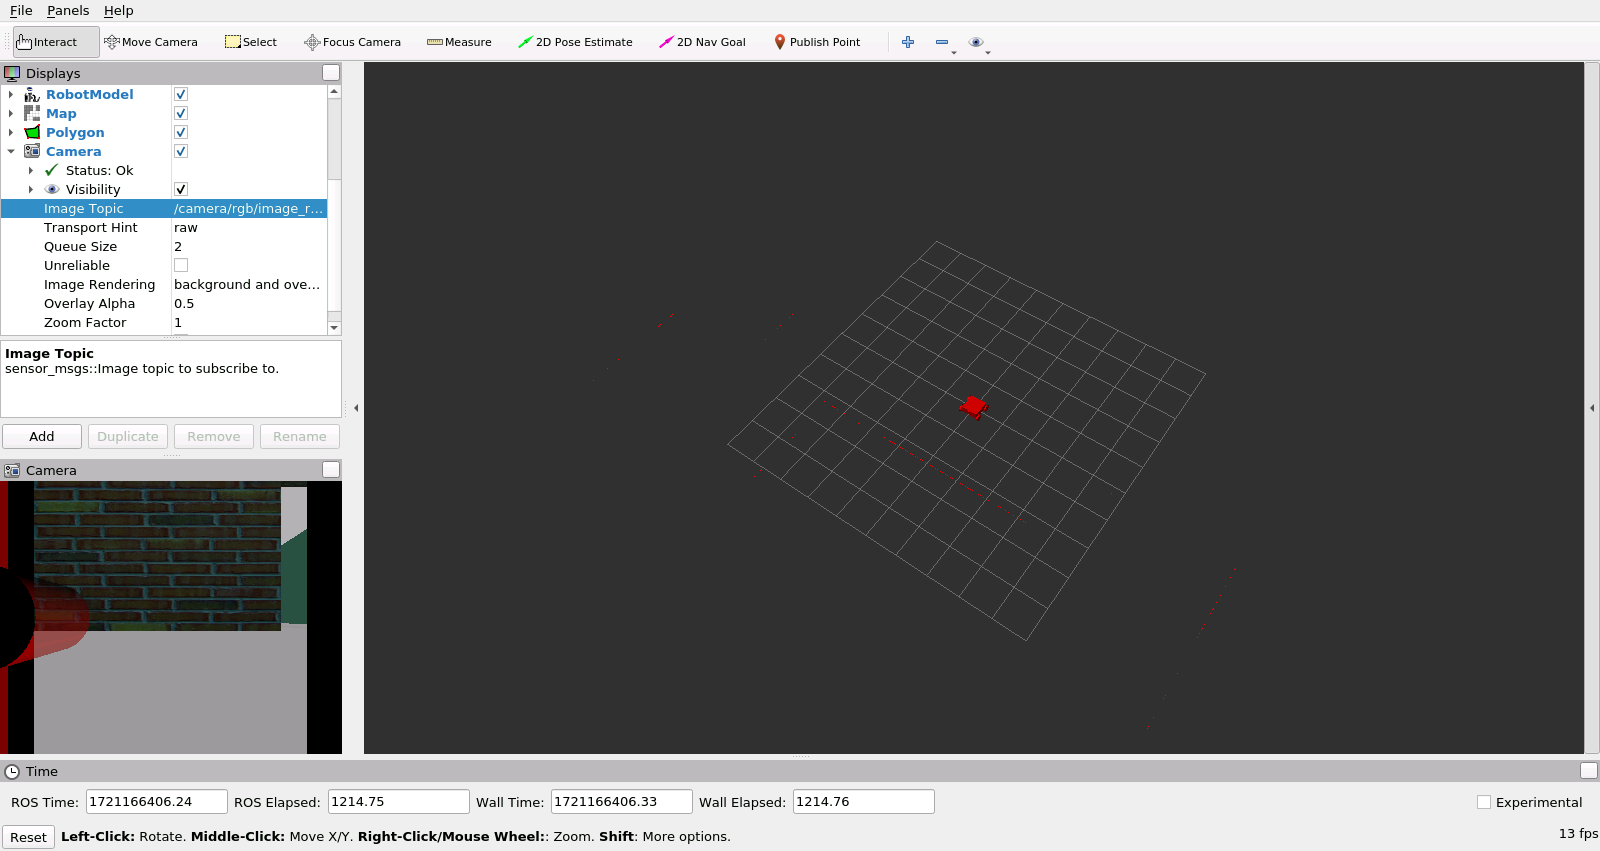 File Panels Help
Interact Move Camera Select Focus Camera Measure 2D Pose Estimate 2D Nav Goal Publish Point
Displays
RobotModel
Map
Polygon
Camera
Status: Ok
Visibility
Image Topic /camera/rgb/image_r...
Transport Hint raw
Queue Size 2
Unreliable
Image Rendering background and ove...
Overlay Alpha 0.5
Zoom Factor 1
Image Topic
sensor_msgs::Image topic to subscribe to.
Add Duplicate Remove Rename
Camera
Time
ROS Time: 1721166406.24 ROS Elapsed: 1214.75 Wall Time: 1721166406.33 Wall Elapsed: 1214.76 Experimental
Reset Left-Click: Rotate. Middle-Click: Move X/Y. Right-Click/Mouse Wheel:: Zoom. Shift: More options. 13 fps